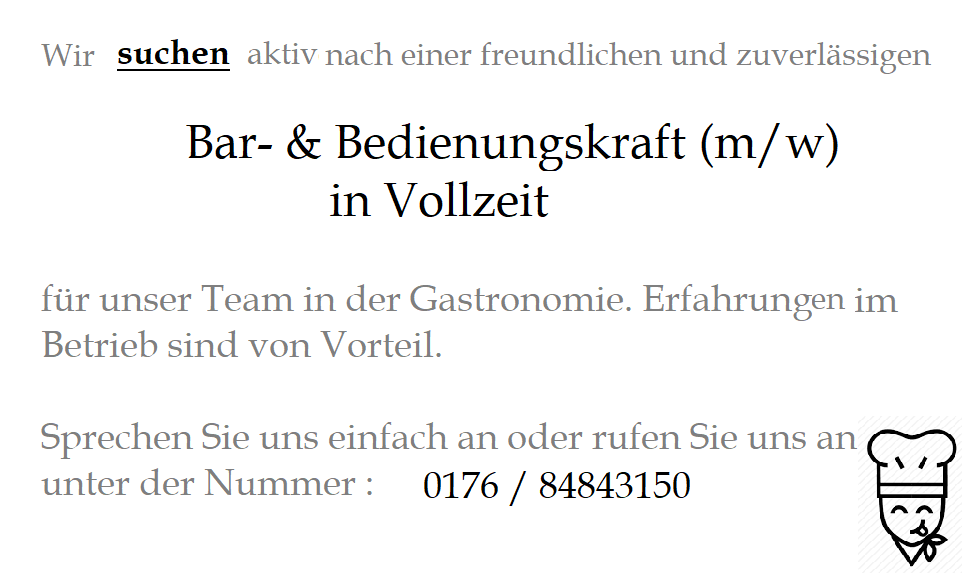 Wir suchen aktiv nach einer freundlichen und zuverlässigen
Bar- & Bedienungskraft (m/w)
in Vollzeit
für unser Team in der Gastronomie. Erfahrungen im
Betrieb sind von Vorteil.
Sprechen Sie uns einfach an oder rufen Sie uns an
unter der Nummer : 0176 / 84843150